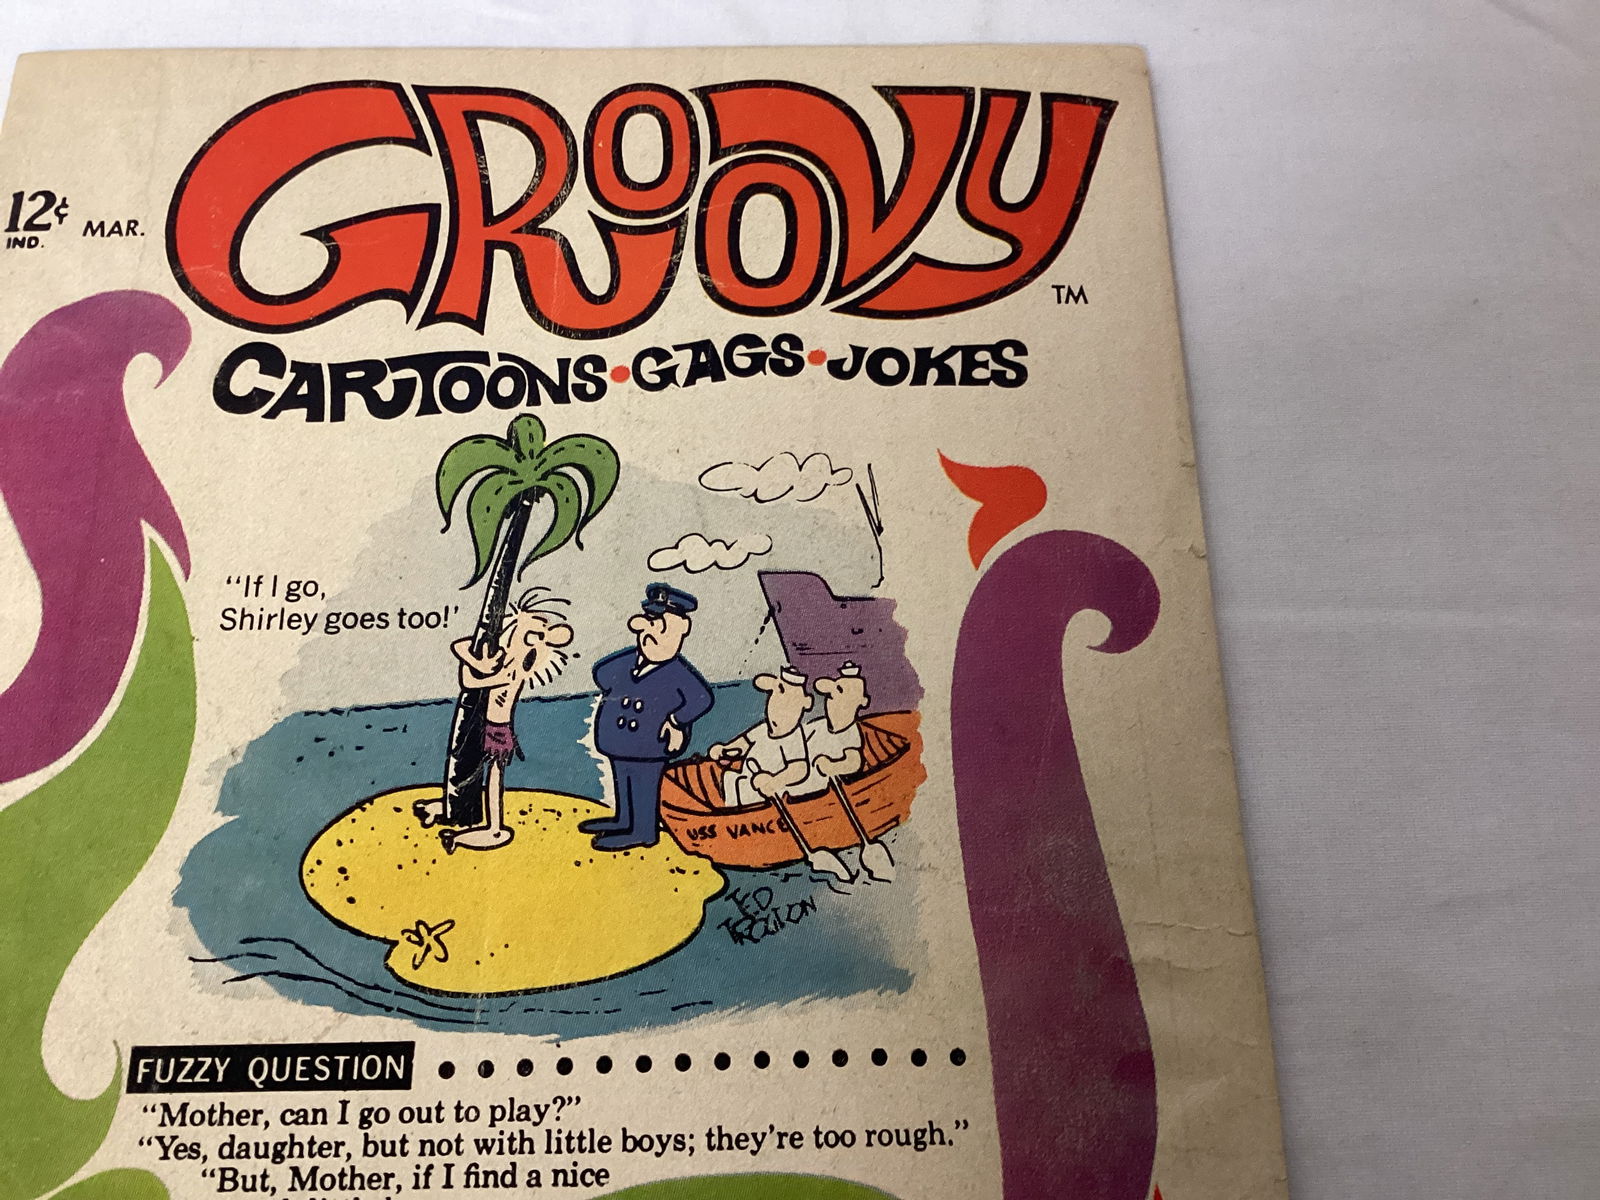 GROOVY
TM
12¢ MAR.
IND.
CARTOONS•GAGS•JOKES
"If I go,
Shirley goes too!'
USS VANCE
TED
FUZZY QUESTION
"Mother, can I go out to play?"
"Yes, daughter, but not with little boys; they're too rough."
"But, Mother, if I find a nice